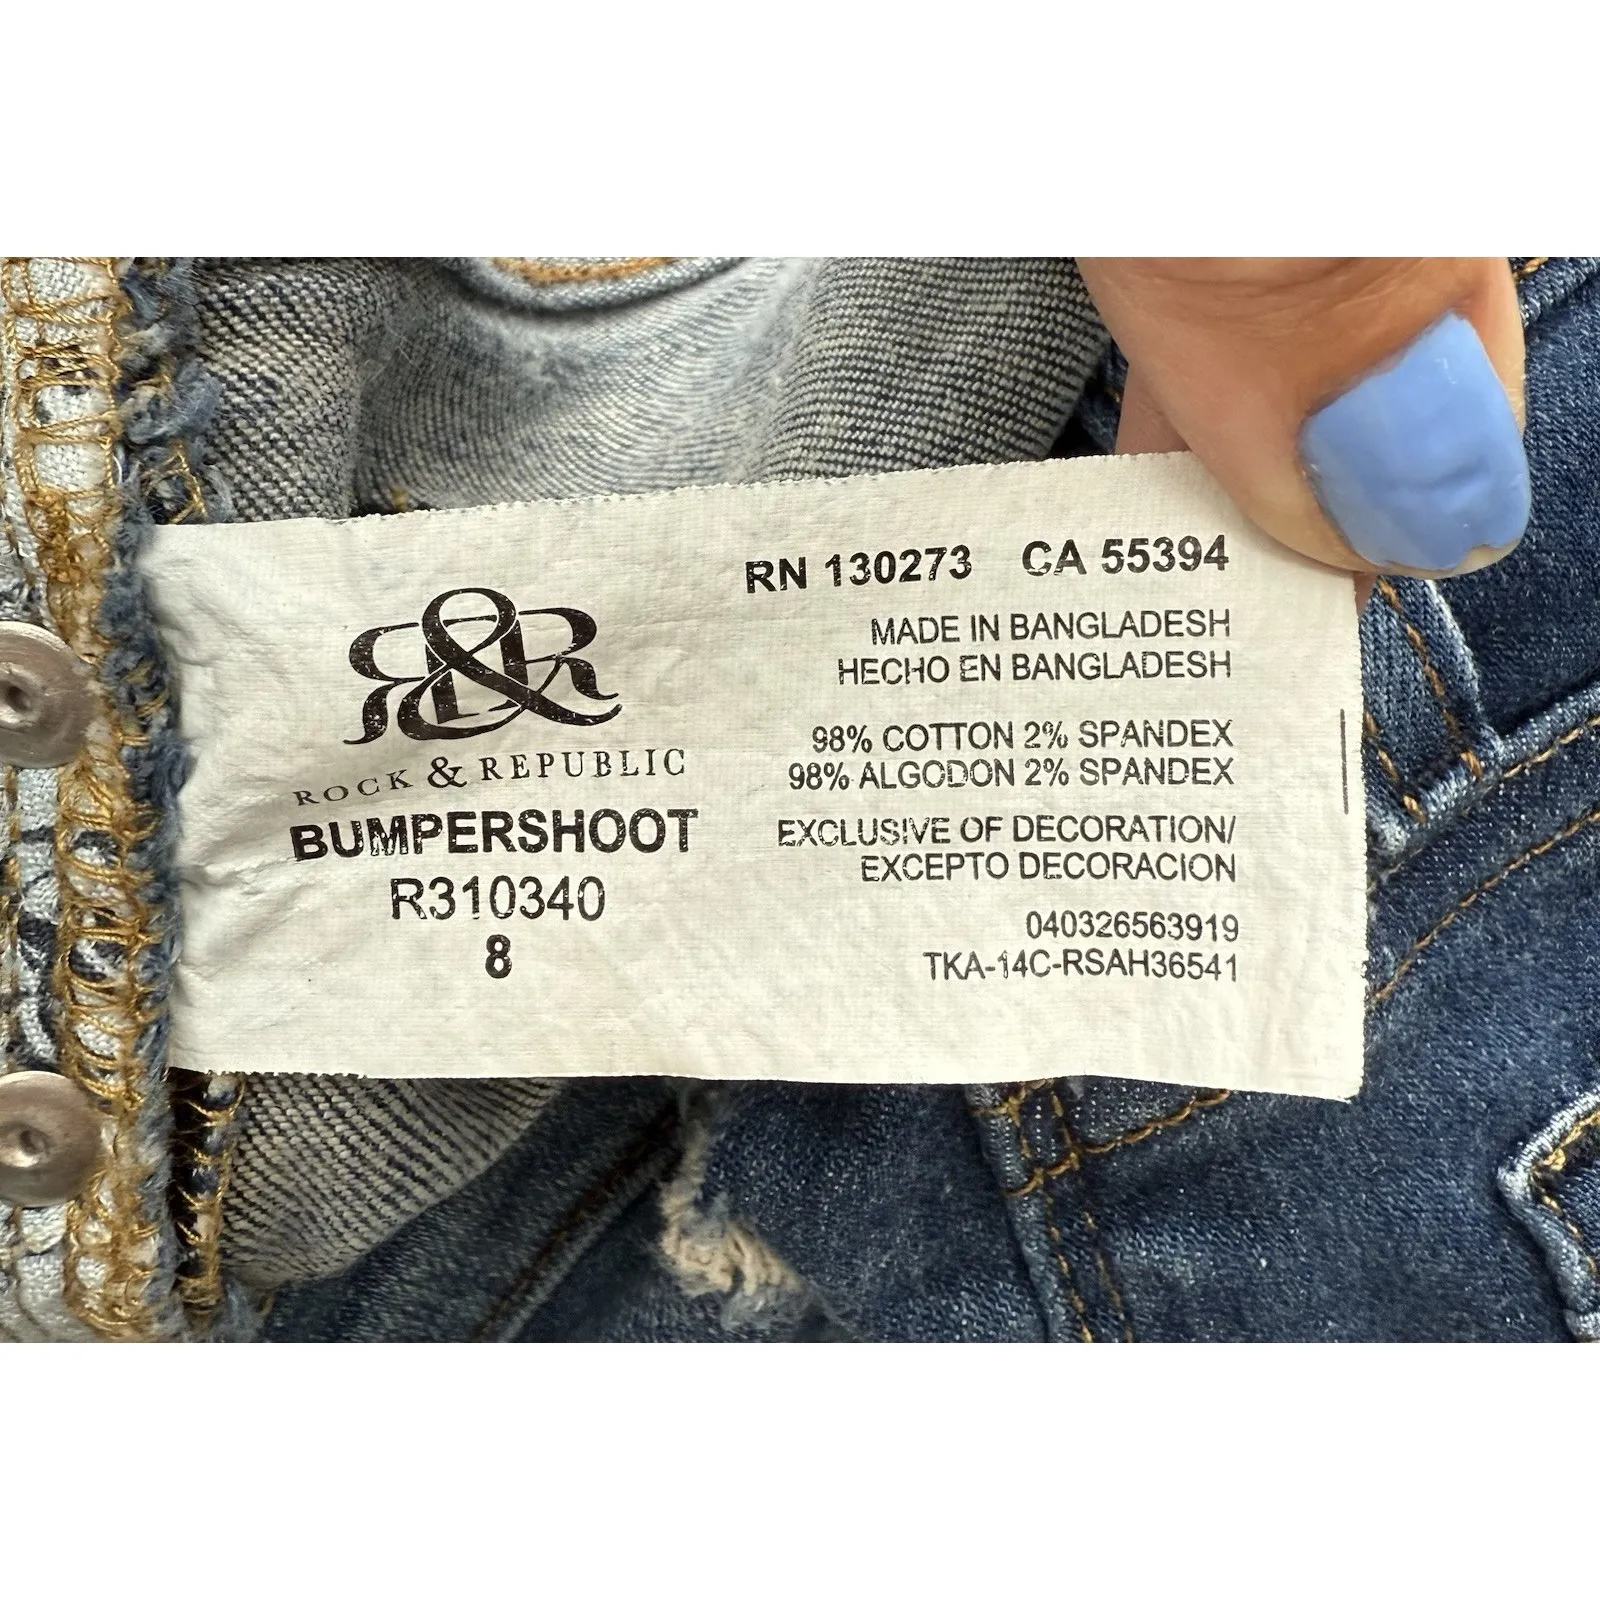 R&R
ROCK & REPUBLIC
BUMPERSHOOT
R310340
8
RN 130273 CA 55394
MADE IN BANGLADESH
HECHO EN BANGLADESH
98% COTTON 2% SPANDEX
98% ALGODON 2% SPANDEX
EXCLUSIVE OF DECORATION/
EXCEPTO DECORACION
040326563919
TKA-14C-RSAH36541